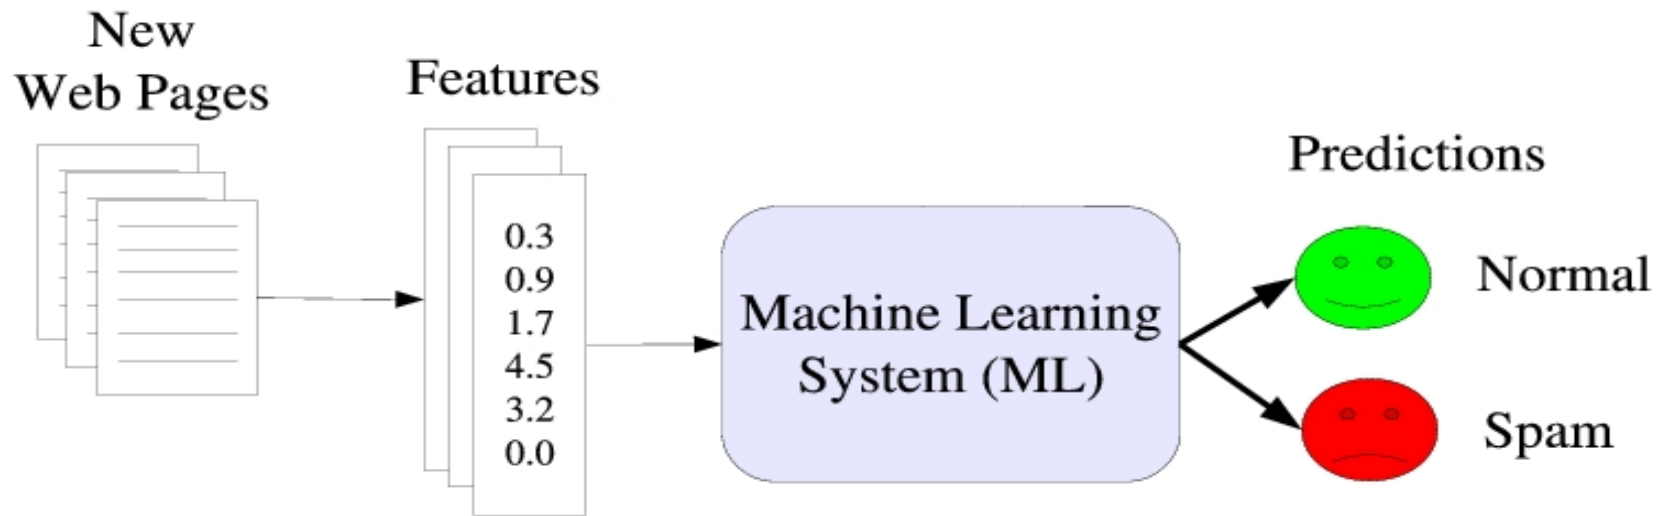 New
Web Pages
Features
0.3
0.9
1.7
4.5
3.2
0.0
Machine Learning
System (ML)
Predictions
Normal
Spam